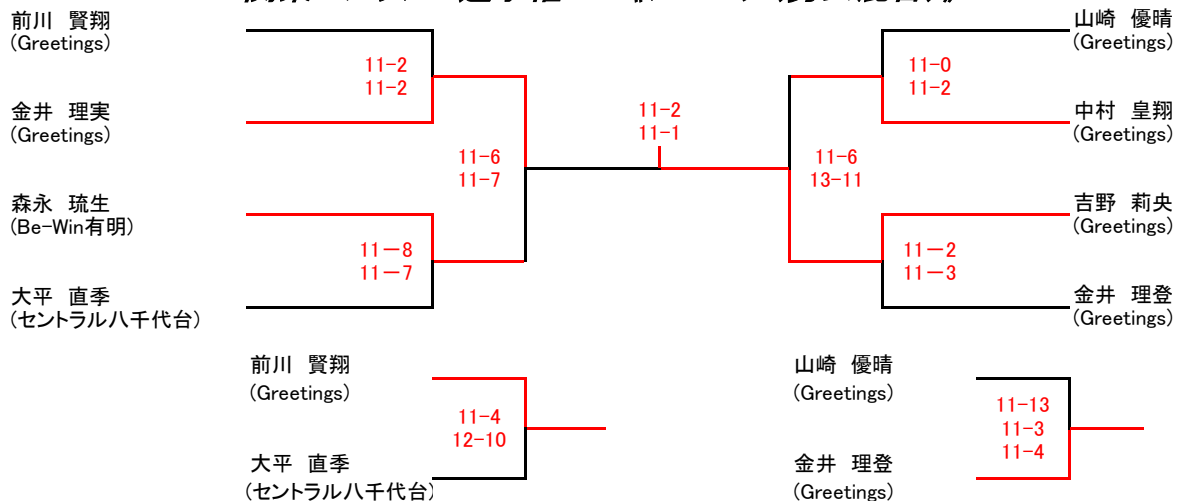 前川 賢翔
(Greetings)
金井 理実
(Greetings)
森永 琉生
(Be-Win有明)
大平 直季
(セントラル八千代台)
11-2
11-2
11-6
11-7
11－8
11－7
11-2
11-1
11-0
11-2
11-6
13-11
11－2
11－3
山崎 優晴
(Greetings)
中村 皇翔
(Greetings)
吉野 莉央
(Greetings)
金井 理登
(Greetings)
前川 賢翔
(Greetings)
大平 直季
(セントラル八千代台)
11-4
12-10
山崎 優晴
(Greetings)
金井 理登
(Greetings)
11-13
11-3
11-4